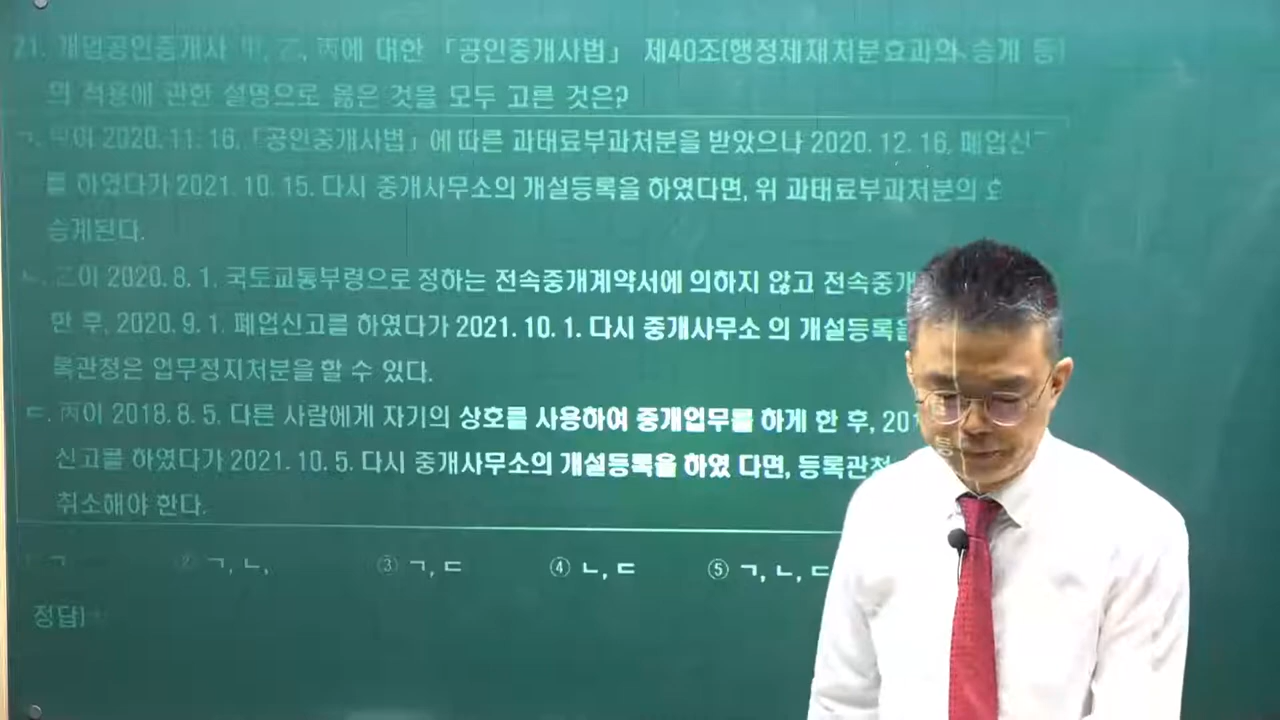 21. 개업공인중개사 甲, 乙, 丙에 대한 「공인중개사법」 제40조(행정제재처분효과의 승계 등)
의 적용에 관한 설명으로 옳은 것을 모두 고른 것은?
ㄱ. 甲이 2020. 11. 16. 「공인중개사법」에 따른 과태료부과처분을 받았으나 2020. 12. 16. 폐업신
를 하였다가 2021. 10. 15. 다시 중개사무소의 개설등록을 하였다면, 위 과태료부과처분의
승계된다.
ㄴ. 乙이 2020. 8. 1. 국토교통부령으로 정하는 전속중개계약서에 의하지 않고 전속중개
한 후, 2020. 9. 1. 폐업신고를 하였다가 2021. 10. 1. 다시 중개사무소 의 개설등록을
록관청은 업무정지처분을 할 수 있다.
ㄷ. 丙이 2018. 8. 5. 다른 사람에게 자기의 상호를 사용하여 중개업무를 하게 한 후, 201
신고를 하였다가 2021. 10. 5. 다시 중개사무소의 개설등록을 하였 다면, 등록관청
취소해야 한다.
ㄱ ② ㄱ, ㄴ, ③ ㄱ, ㄷ ④ ㄴ, ㄷ ⑤ ㄱ, ㄴ, ㄷ
정답]